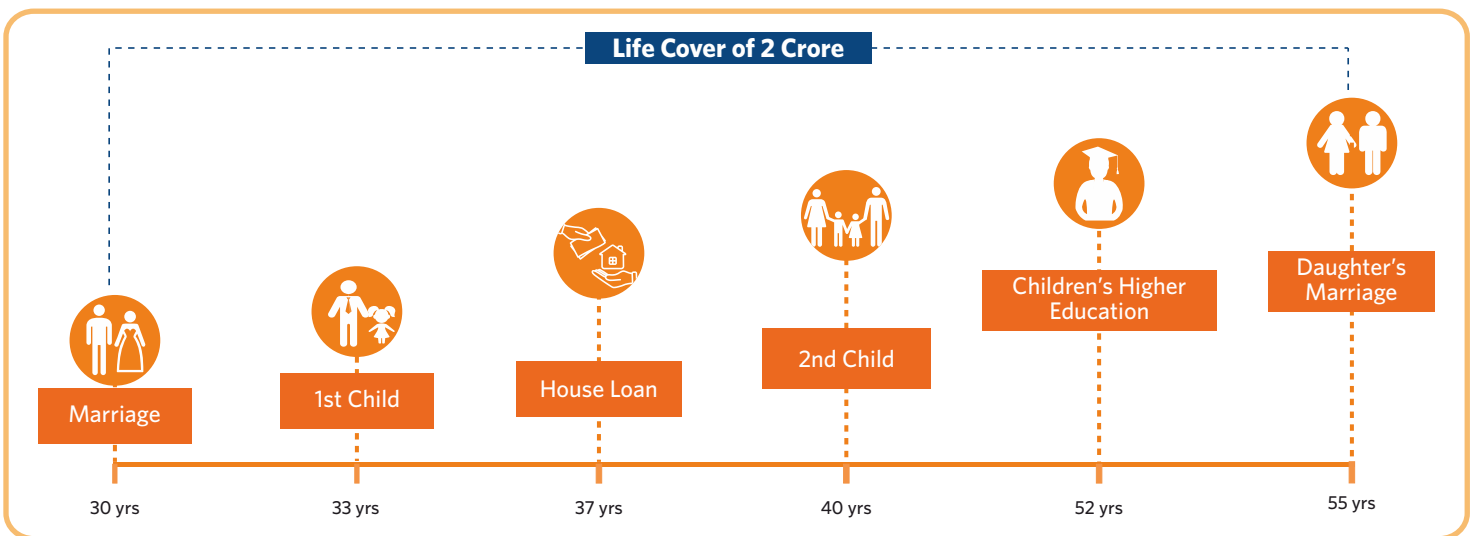 Life Cover of 2 Crore
Marriage
1st Child
House Loan
2nd Child
Children's Higher
Education
Daughter's
Marriage
30 yrs
33 yrs
37 yrs
40 yrs
52 yrs
55 yrs